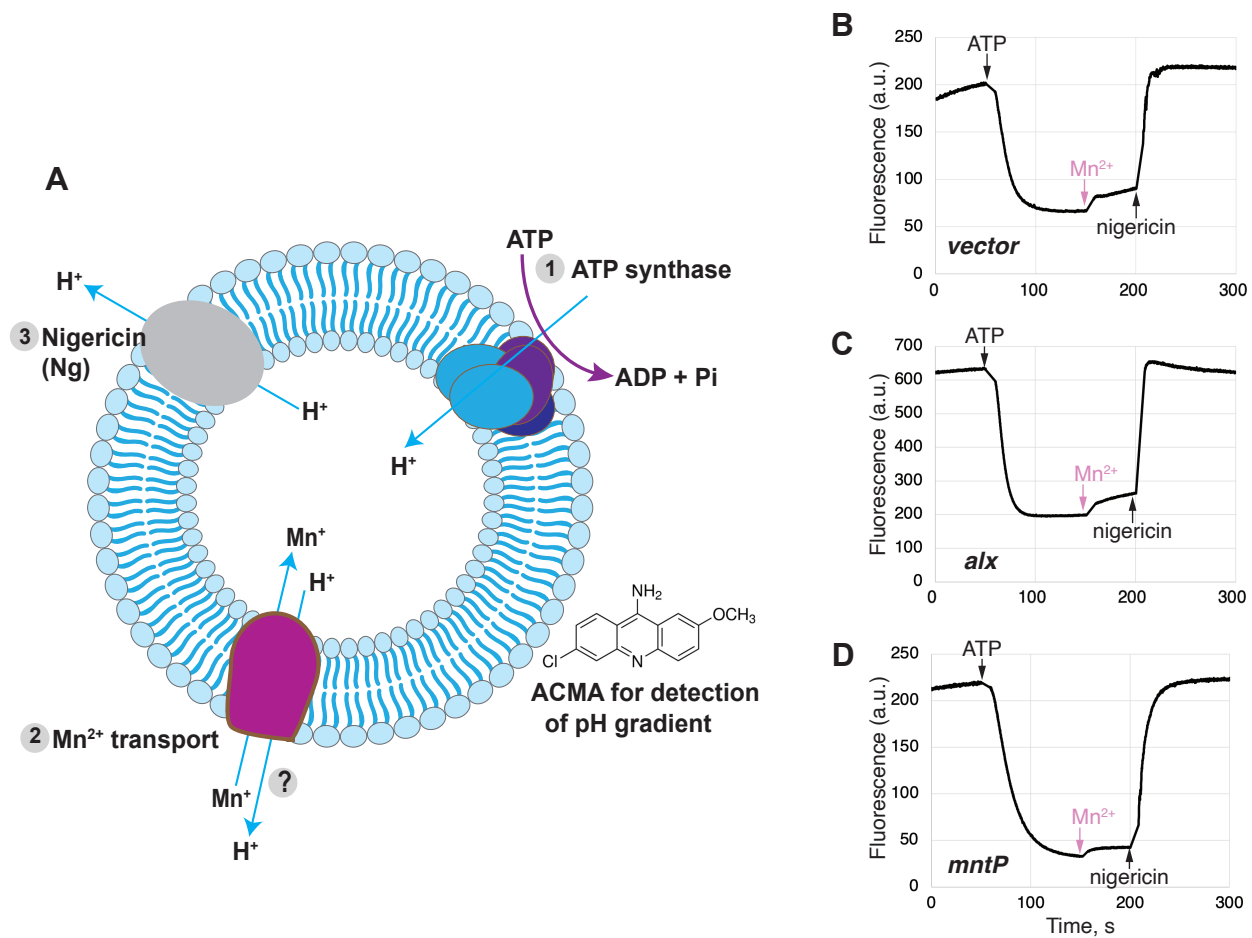 A
H⁺
3 Nigericin
(Ng)
H⁺
ATP
1 ATP synthase
ADP + Pi
H⁺
Mn⁺
H⁺
2 Mn²⁺ transport
Mn⁺
?
H⁺
NH₂
OCH₃
Cl
N
ACMA for detection
of pH gradient
B
250
200
150
100
50
0
Fluorescence (a.u.)
ATP
Mn²⁺
nigericin
vector
0 100 200 300
C
700
600
500
400
300
200
100
0
Fluorescence (a.u.)
ATP
Mn²⁺
nigericin
alx
0 100 200 300
D
250
200
150
100
50
0
Fluorescence (a.u.)
ATP
Mn²⁺
nigericin
mntP
0 100 200 300
Time, s